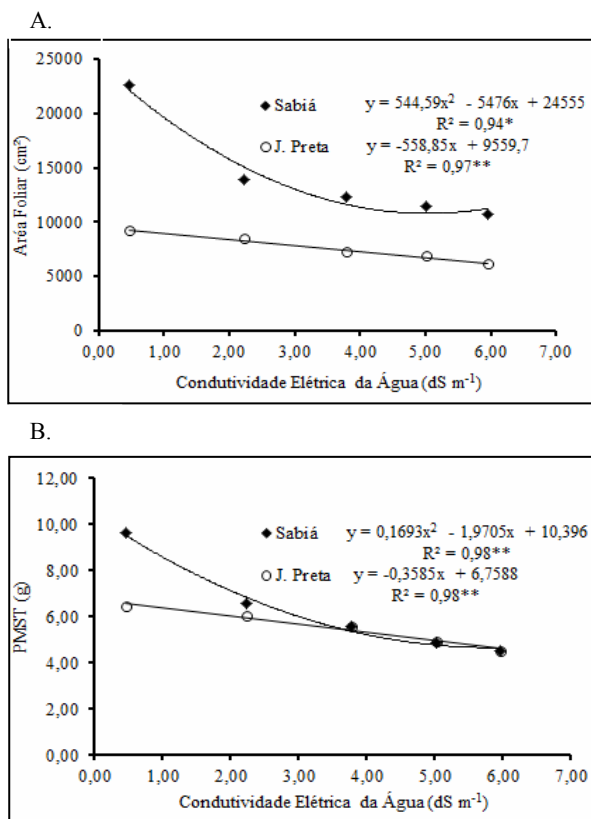 A.
25000
20000
15000
10000
5000
0
Aréa Foliar (cm²)
Sabiá y = 544,59x² - 5476x + 24555
R² = 0,94*
J. Preta y = -558,85x + 9559,7
R² = 0,97**
0,00 1,00 2,00 3,00 4,00 5,00 6,00 7,00
Condutividade Elétrica da Água (dS m⁻¹)
B.
12,00
10,00
8,00
6,00
4,00
2,00
0,00
PMST (g)
Sabiá y = 0,1693x² - 1,9705x + 10,396
R² = 0,98**
J. Preta y = -0,3585x + 6,7588
R² = 0,98**
0,00 1,00 2,00 3,00 4,00 5,00 6,00 7,00
Condutividade Elétrica da Água (dS m⁻¹)